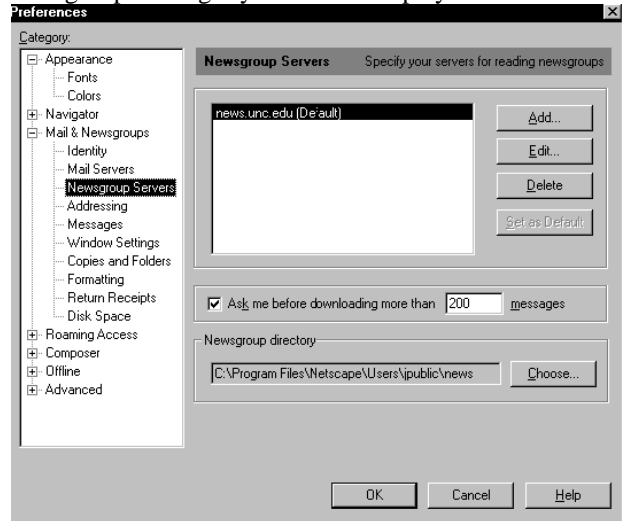 Preferences
Category:
Appearance
Fonts
Colors
Navigator
Mail & Newsgroups
Identity
Mail Servers
Newsgroup Servers
Addressing
Messages
Window Settings
Copies and Folders
Formatting
Return Receipts
Disk Space
Roaming Access
Composer
Offline
Advanced
Newsgroup Servers Specify your servers for reading newsgroups
news.unc.edu (Default)
Add...
Edit...
Delete
Set as Default
Ask me before downloading more than 200 messages
Newsgroup directory
C:\Program Files\Netscape\Users\jpublic\news
Choose...
OK Cancel Help